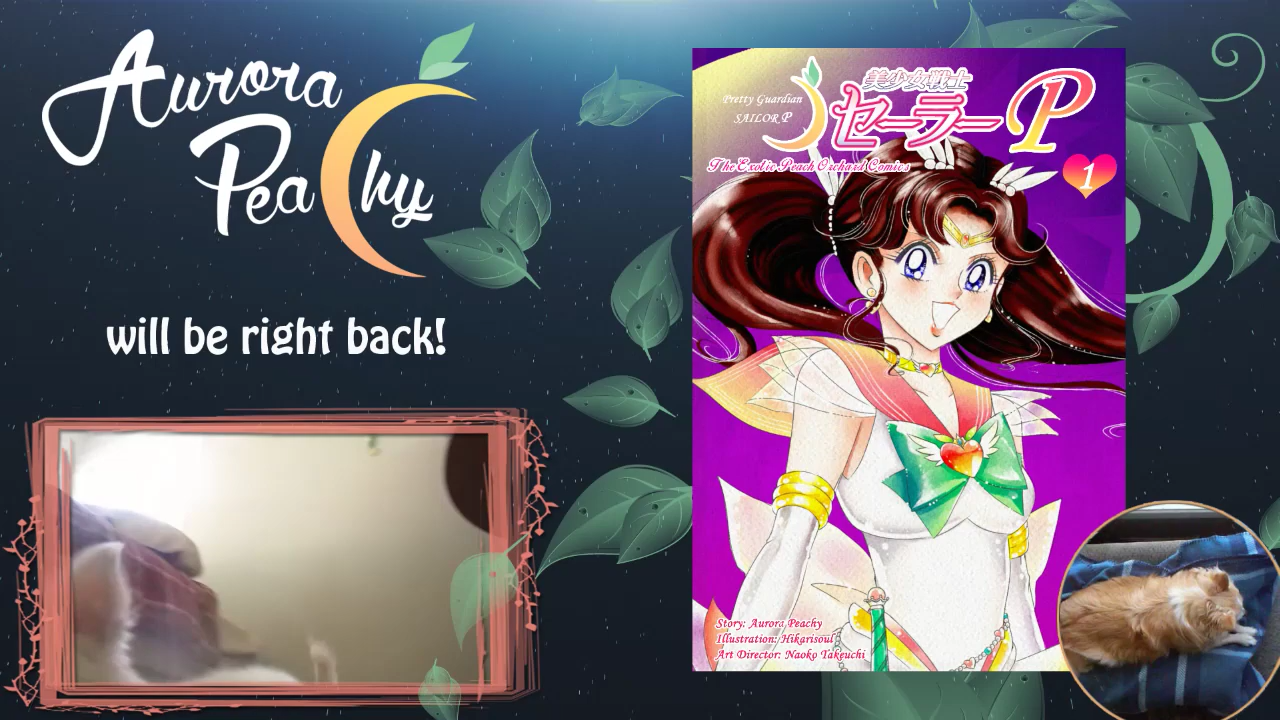 Aurora
Peachy
will be right back!
美少女戦士
Pretty Guardian
SAILOR P
セーラーP
The Exotic Peach Orchard Comics
1
Story: Aurora Peachy
Illustration: Hikarisoul
Art Director: Naoko Takeuchi